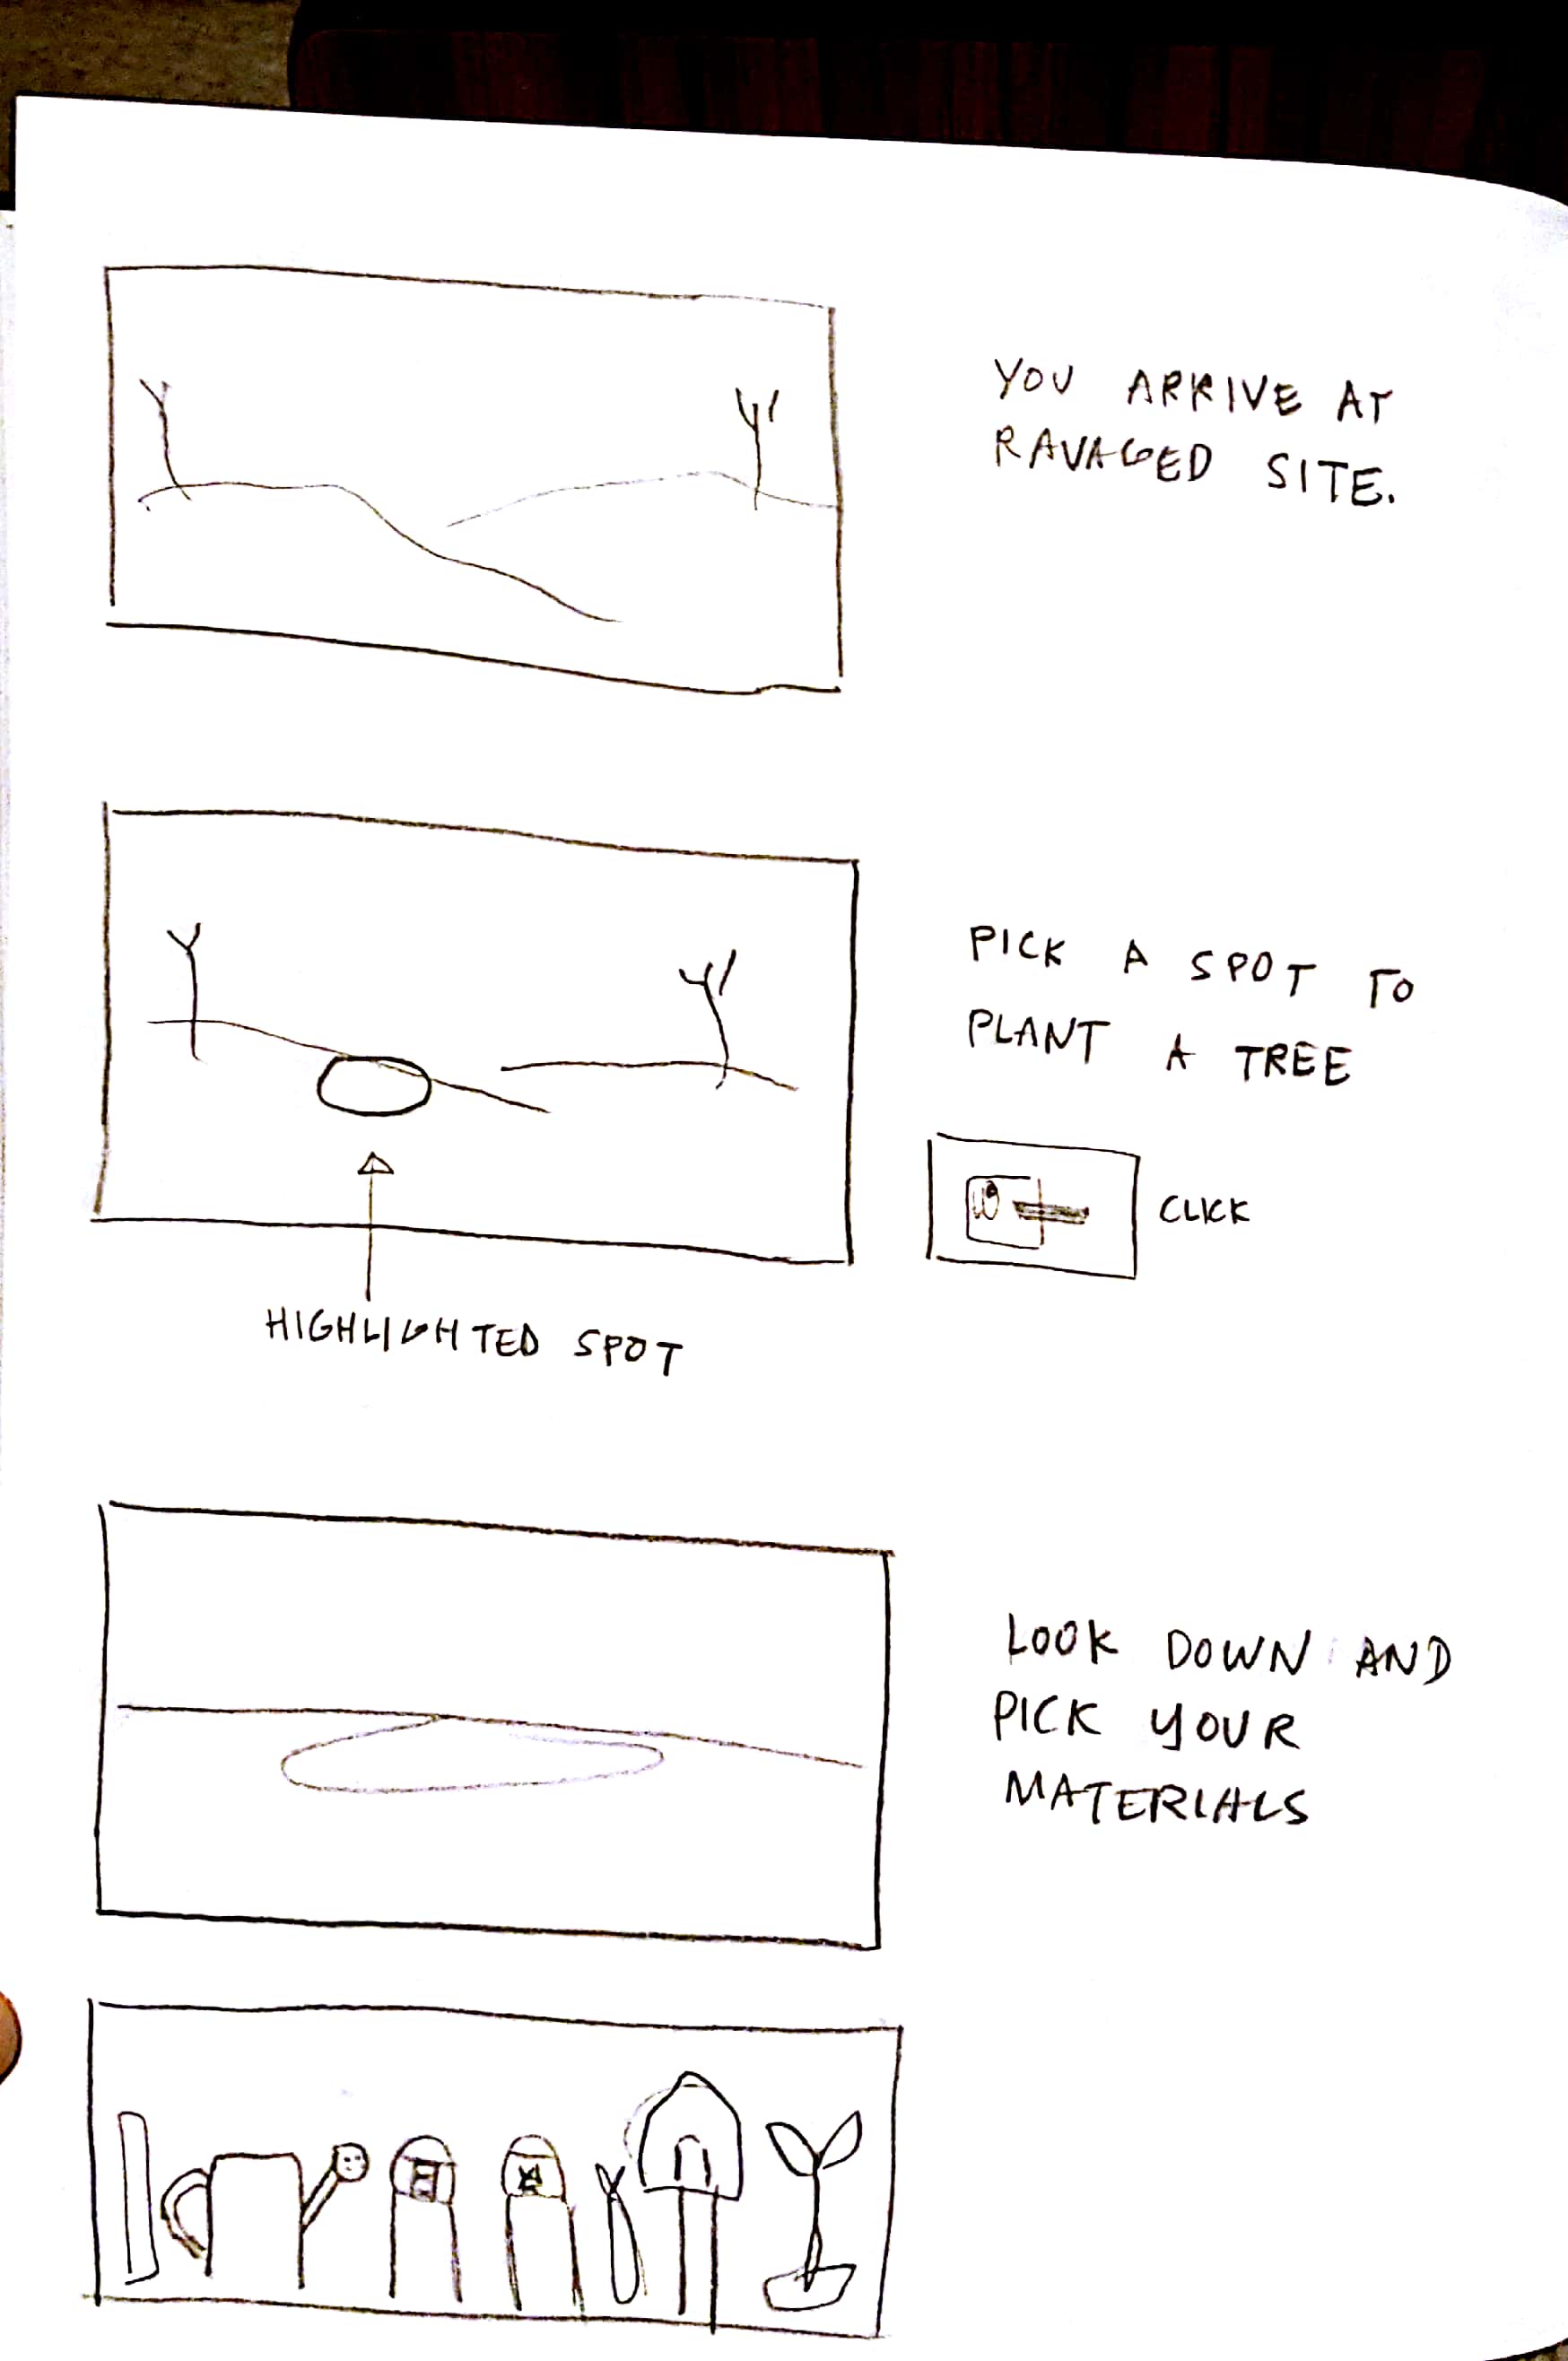 YOU ARRIVE AT
RAVAGED SITE.
PICK A SPOT TO
PLANT A TREE
CLICK
HIGHLIGHTED SPOT
LOOK DOWN AND
PICK YOUR
MATERIALS